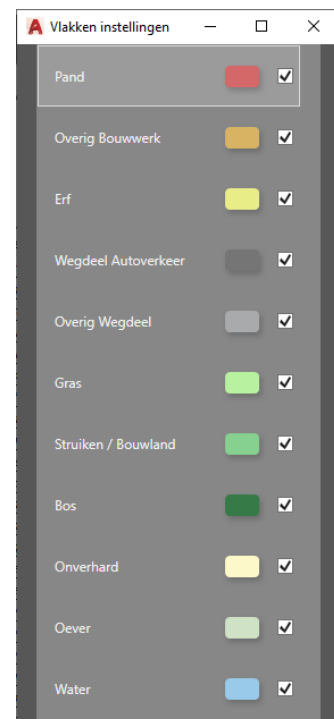 Vlakken instellingen
Pand
Overig Bouwwerk
Erf
Wegdeel Autoverkeer
Overig Wegdeel
Gras
Struiken / Bouwland
Bos
Onverhard
Oever
Water